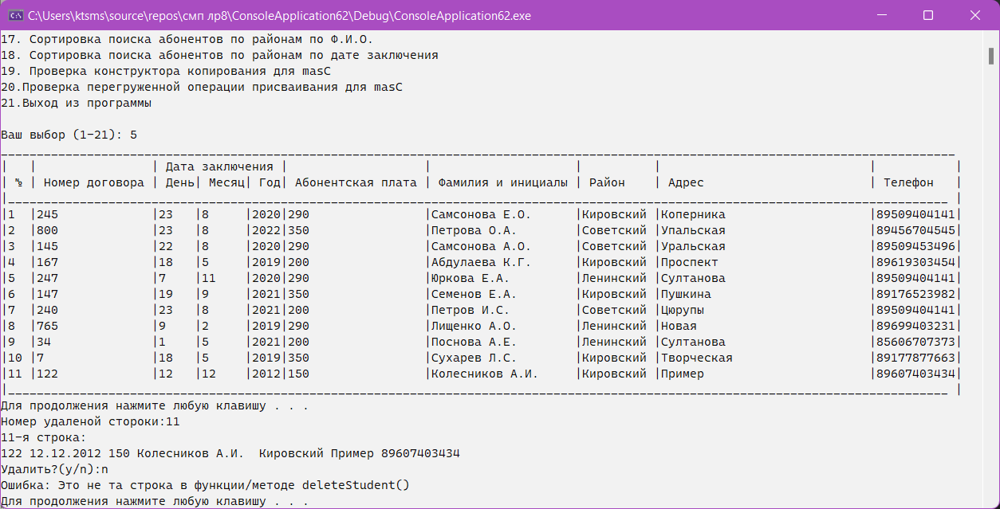 C:\Users\ktsms\source\repos\смп лр8\ConsoleApplication62\Debug\ConsoleApplication62.exe
17. Сортировка поиска абонентов по районам по Ф.И.О.
18. Сортировка поиска абонентов по районам по дате заключения
19. Проверка конструктора копирования для masC
20.Проверка перегруженной операции присваивания для masC
21.Выход из программы
Ваш выбор (1-21): 5
| | | Дата заключения | | | | | |
| № | Номер договора | День| Месяц| Год| Абонентская плата | Фамилия и инициалы | Район | Адрес | Телефон |
|1 |245 |23 |8 |2020|290 |Самсонова Е.О. |Кировский |Коперника |89509404141|
|2 |800 |23 |8 |2022|350 |Петрова О.А. |Советский |Упальская |89456704545|
|3 |145 |22 |8 |2020|290 |Самсонова А.О. |Советский |Уральская |89509453496|
|4 |167 |18 |5 |2019|200 |Абдулаева К.Г. |Кировский |Проспект |89619303454|
|5 |247 |7 |11 |2020|290 |Юркова Е.А. |Ленинский |Султанова |89509404141|
|6 |147 |19 |9 |2021|350 |Семенов Е.А. |Кировский |Пушкина |89176523982|
|7 |240 |23 |8 |2021|200 |Петров И.С. |Советский |Цюрупы |89509404141|
|8 |765 |9 |2 |2019|290 |Лищенко А.О. |Ленинский |Новая |89699403231|
|9 |34 |1 |5 |2021|200 |Поснова А.Е. |Ленинский |Султанова |85606707373|
|10 |7 |18 |5 |2019|350 |Сухарев Л.С. |Кировский |Творческая |89177877663|
|11 |122 |12 |12 |2012|150 |Колесников А.И. |Кировский |Пример |89607403434|
Для продолжения нажмите любую клавишу . . .
Номер удаленой стороки:11
11-я строка:
122 12.12.2012 150 Колесников А.И.  Кировский Пример 89607403434
Удалить?(y/n):n
Ошибка: Это не та строка в функции/методе deleteStudent()
Для продолжения нажмите любую клавишу . . .